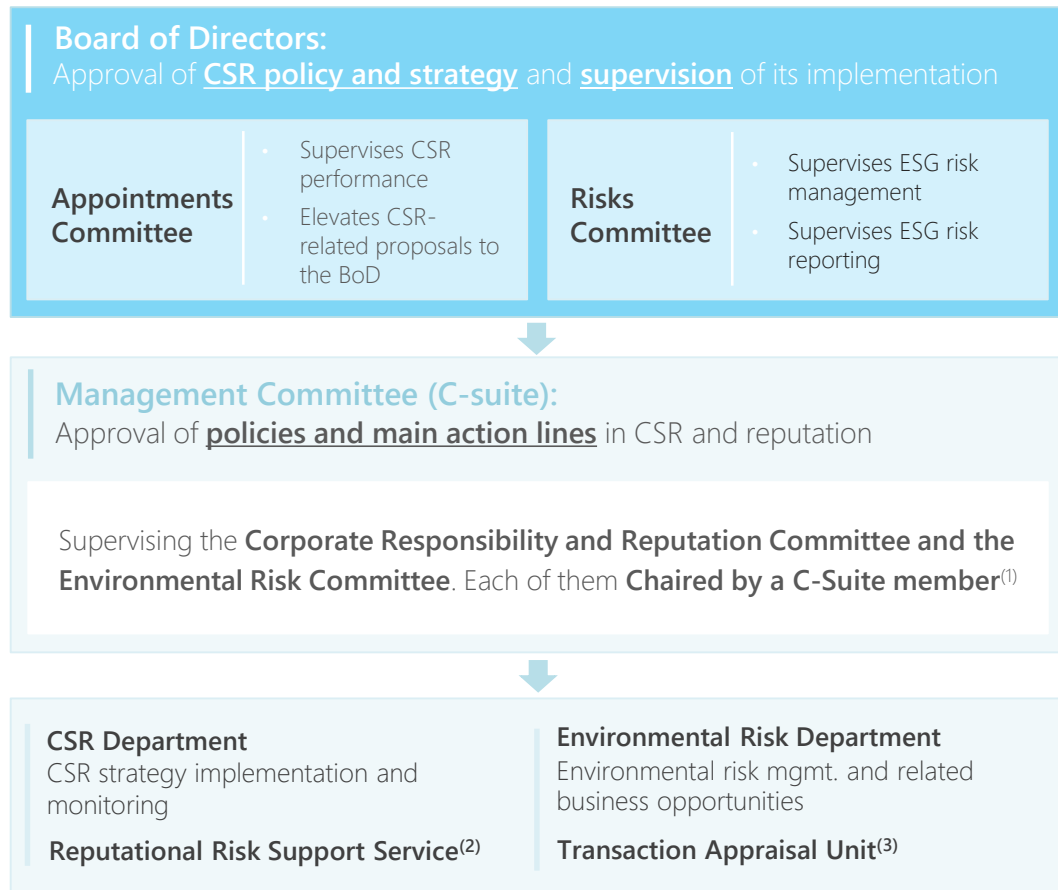 Board of Directors:
Approval of CSR policy and strategy and supervision of its implementation
Appointments
Committee
• Supervises CSR
performance
• Elevates CSR-
related proposals to
the BoD
Risks
Committee
• Supervises ESG risk
management
• Supervises ESG risk
reporting
Management Committee (C-suite):
Approval of policies and main action lines in CSR and reputation
Supervising the Corporate Responsibility and Reputation Committee and the
Environmental Risk Committee. Each of them Chaired by a C-Suite member(1)
CSR Department
CSR strategy implementation and
monitoring
Reputational Risk Support Service(2)
Environmental Risk Department
Environmental risk mgmt. and related
business opportunities
Transaction Appraisal Unit(3)